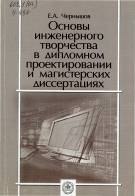 Е.А. Чернышов
Основы
инженерного
творчества
в дипломном
проектировании и
магистерских
диссертациях